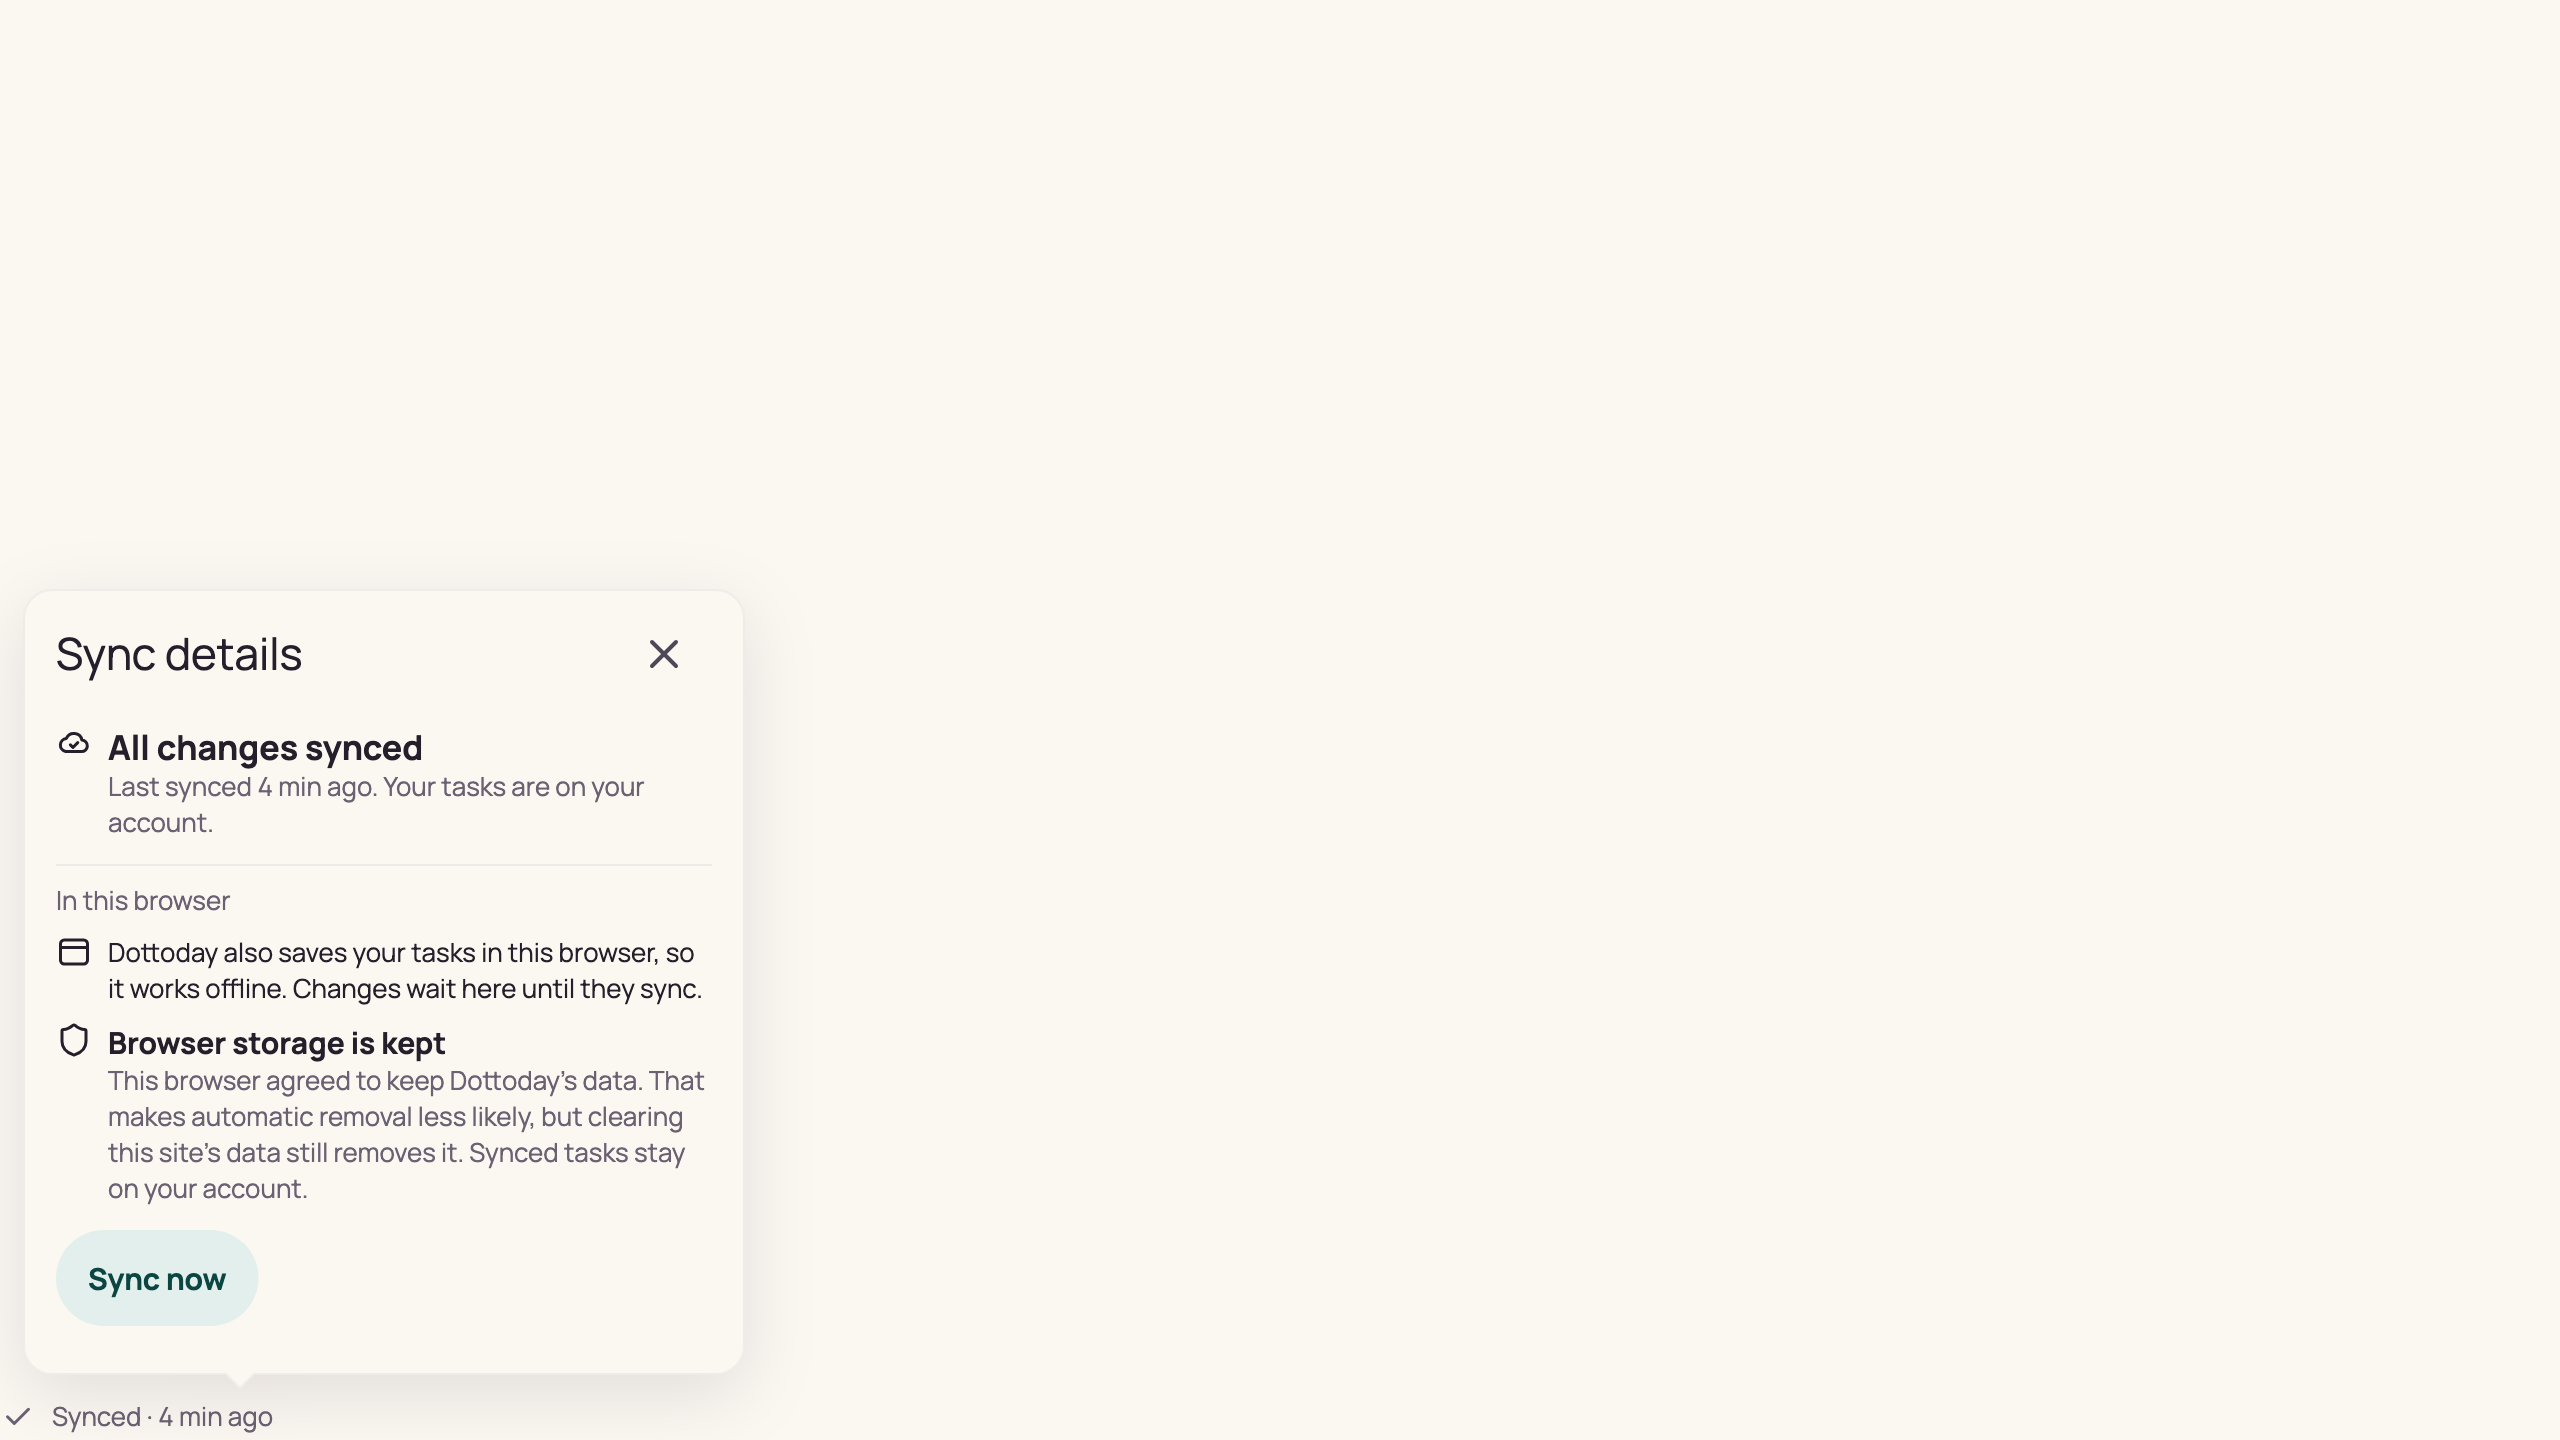 Sync details
All changes synced
Last synced 4 min ago. Your tasks are on your
account.
In this browser
Dottoday also saves your tasks in this browser, so
it works offline. Changes wait here until they sync.
Browser storage is kept
This browser agreed to keep Dottoday’s data. That
makes automatic removal less likely, but clearing
this site’s data still removes it. Synced tasks stay
on your account.
Sync now
Synced · 4 min ago